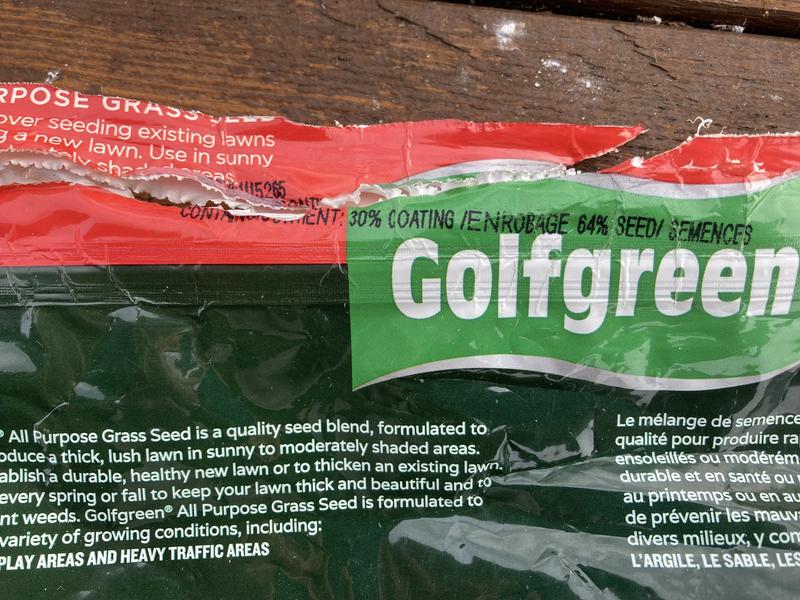 RPOSE GRASS SEED
over seeding existing lawns
g a new lawn. Use in sunny
shaded areas
30% COATING /ENROBAGE 64% SEED/ SEMENCES
Golfgreen
® All Purpose Grass Seed is a quality seed blend, formulated to
oduce a thick, lush lawn in sunny to moderately shaded areas.
ablish a durable, healthy new lawn or to thicken an existing lawn.
every spring or fall to keep your lawn thick and beautiful and to
nt weeds. Golfgreen® All Purpose Grass Seed is formulated to
variety of growing conditions, including:
PLAY AREAS AND HEAVY TRAFFIC AREAS
Le mélange de semence
qualité pour produire ra
ensoleillés ou modérém
durable et en santé ou
au printemps ou en au
de prévenir les mauv
divers milieux, y com
L'ARGILE, LE SABLE, LES